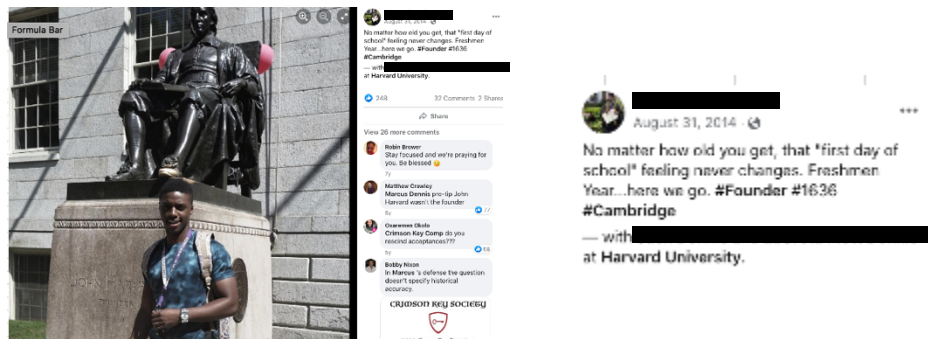 Formula Bar
JOHN
August 31, 2014
No matter how old you get, that "first day of
school" feeling never changes. Freshmen
Year...here we go. #Founder #1636
#Cambridge
— with
at Harvard University.
248 32 Comments 2 Shares
Share
View 26 more comments
Robin Brower
Stay focused and we're praying for
you. Be blessed 😊
Matthew Crawley
Marcus Dennis pro-tip John
Harvard wasn't the founder
Osaremen Okolo
Crimson Key Comp do you
rescind acceptances???
Bobby Nixon
In Marcus 's defense the question
doesn't specify historical
accuracy.
CRIMSON KEY SOCIETY
August 31, 2014 ·
No matter how old you get, that "first day of
school" feeling never changes. Freshmen
Year...here we go. #Founder #1636
#Cambridge
— with
at Harvard University.